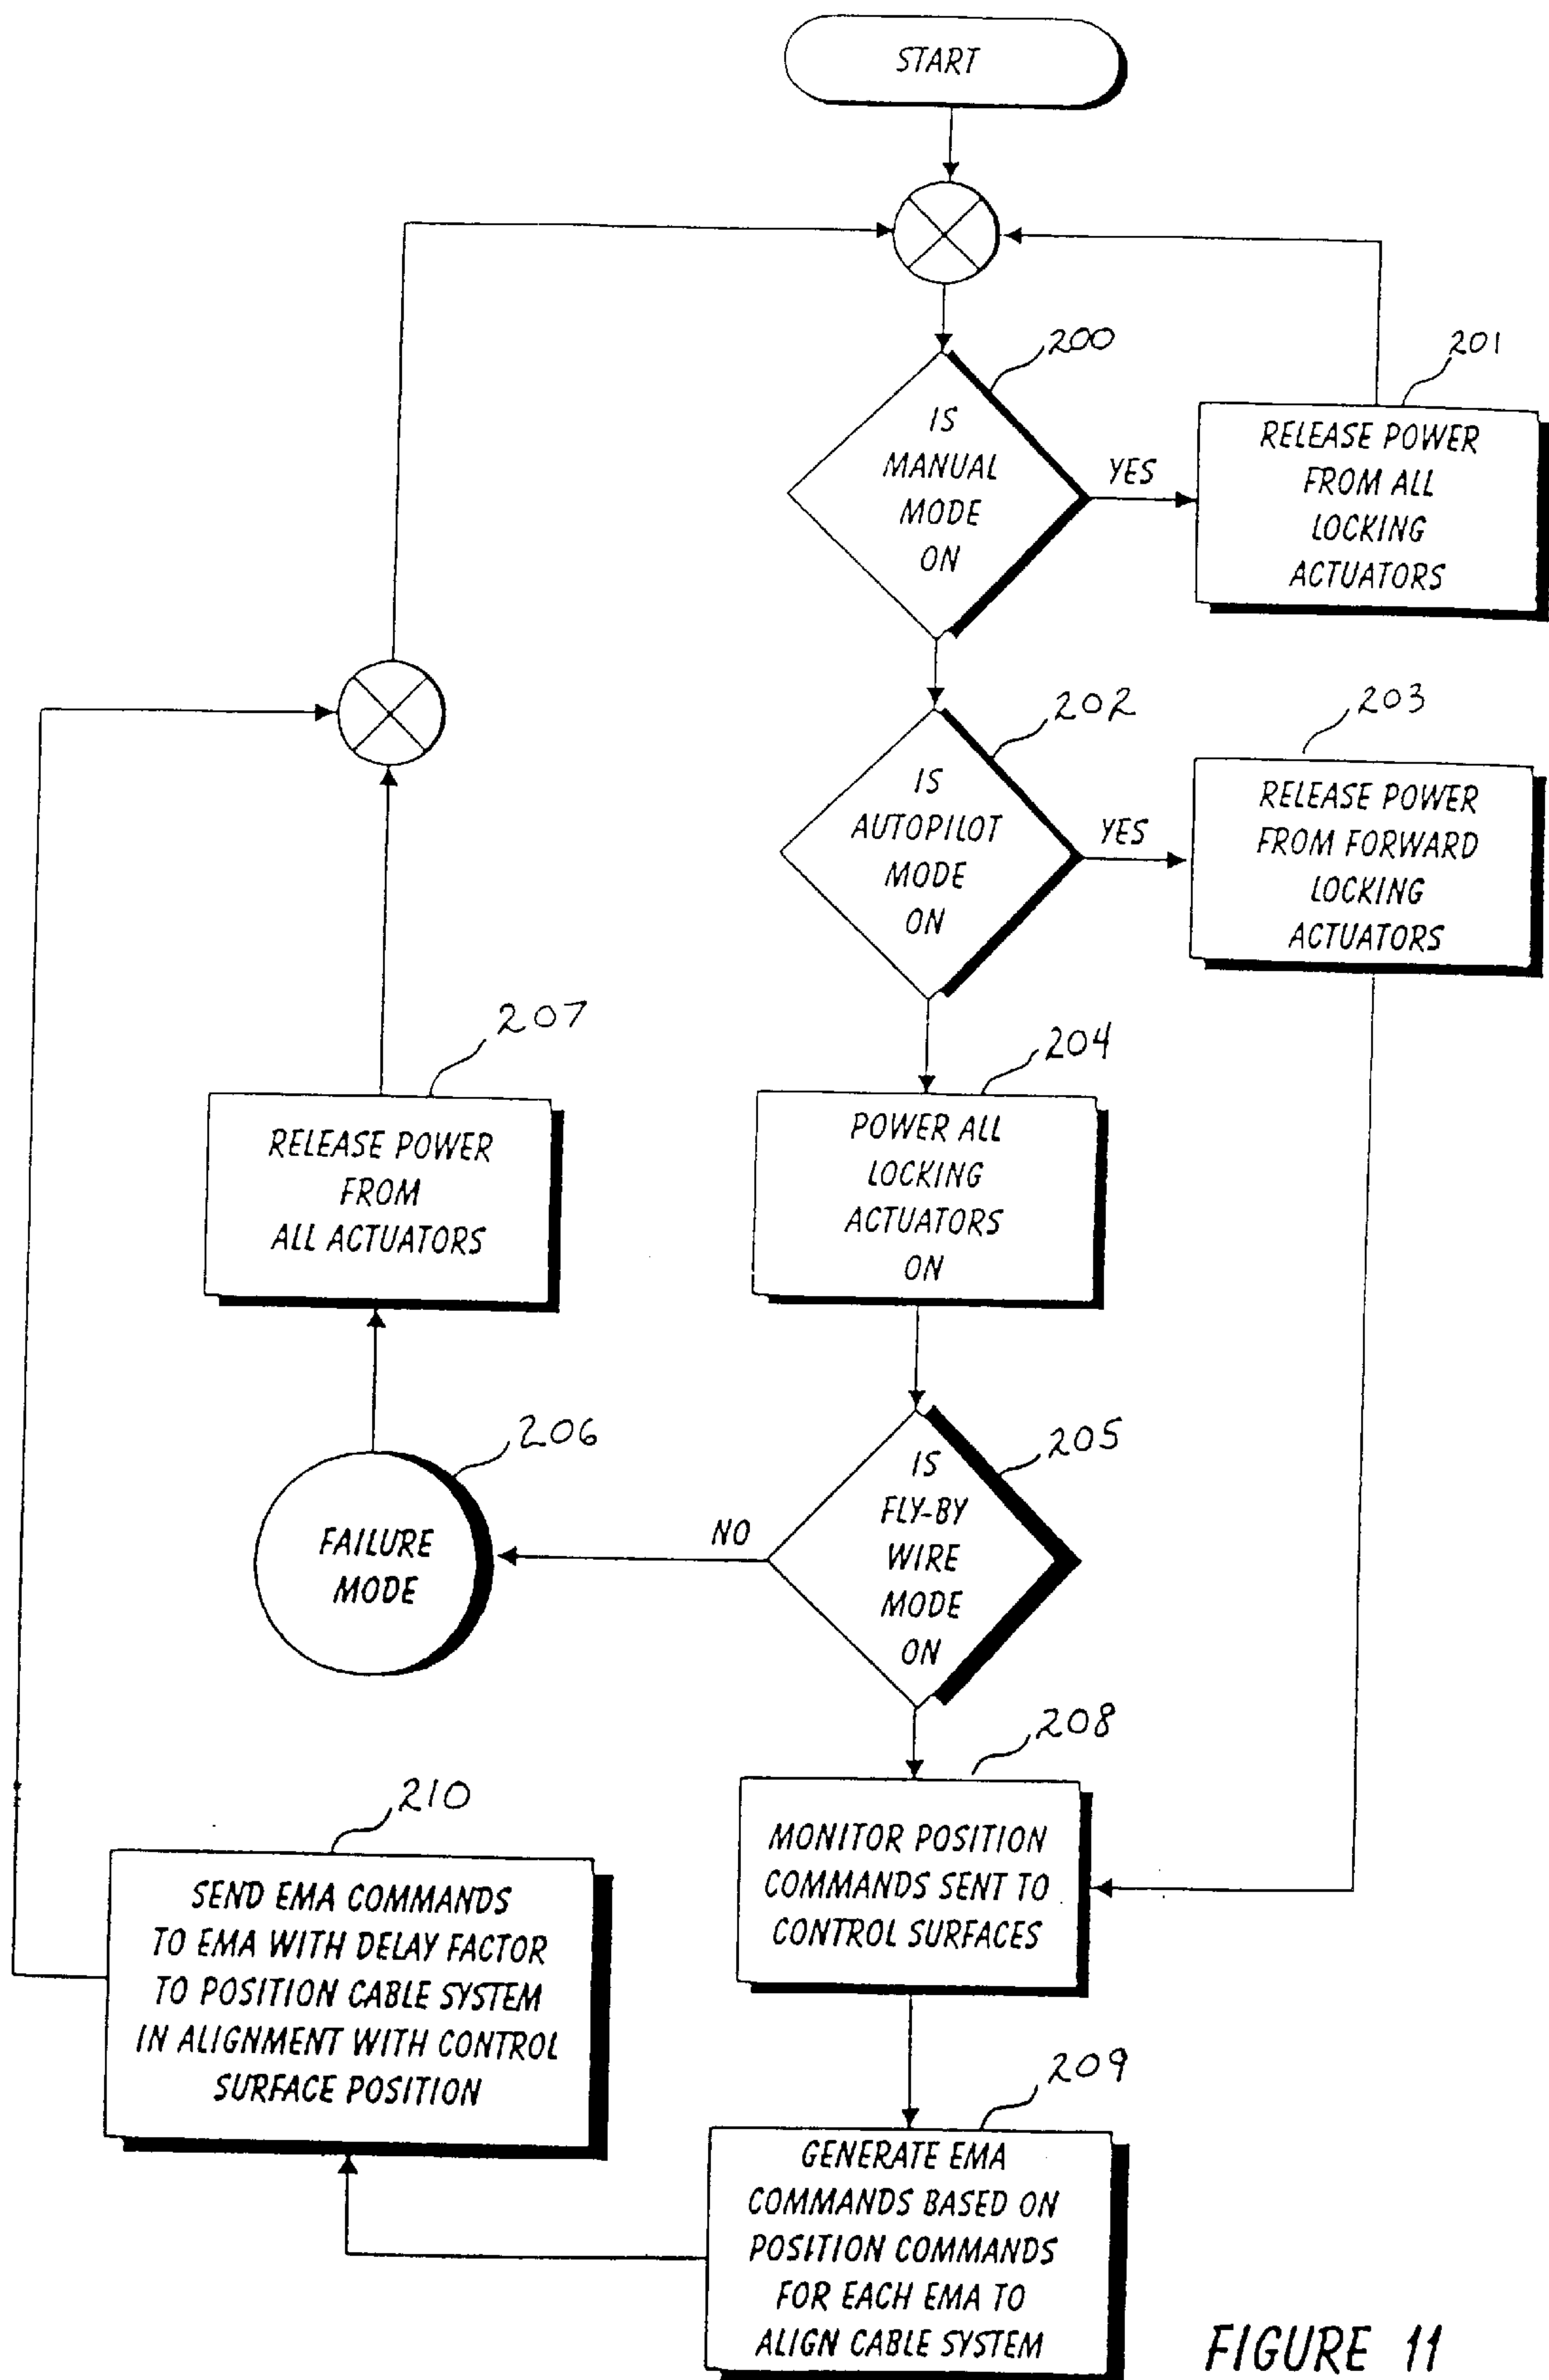 START
200
IS
MANUAL
MODE
ON
YES
201
RELEASE POWER
FROM ALL
LOCKING
ACTUATORS
202
IS
AUTOPILOT
MODE
ON
YES
203
RELEASE POWER
FROM FORWARD
LOCKING
ACTUATORS
204
POWER ALL
LOCKING
ACTUATORS
ON
205
IS
FLY-BY
WIRE
MODE
ON
NO
206
FAILURE
MODE
207
RELEASE POWER
FROM
ALL ACTUATORS
208
MONITOR POSITION
COMMANDS SENT TO
CONTROL SURFACES
209
GENERATE EMA
COMMANDS BASED ON
POSITION COMMANDS
FOR EACH EMA TO
ALIGN CABLE SYSTEM
210
SEND EMA COMMANDS
TO EMA WITH DELAY FACTOR
TO POSITION CABLE SYSTEM
IN ALIGNMENT WITH CONTROL
SURFACE POSITION
FIGURE 11